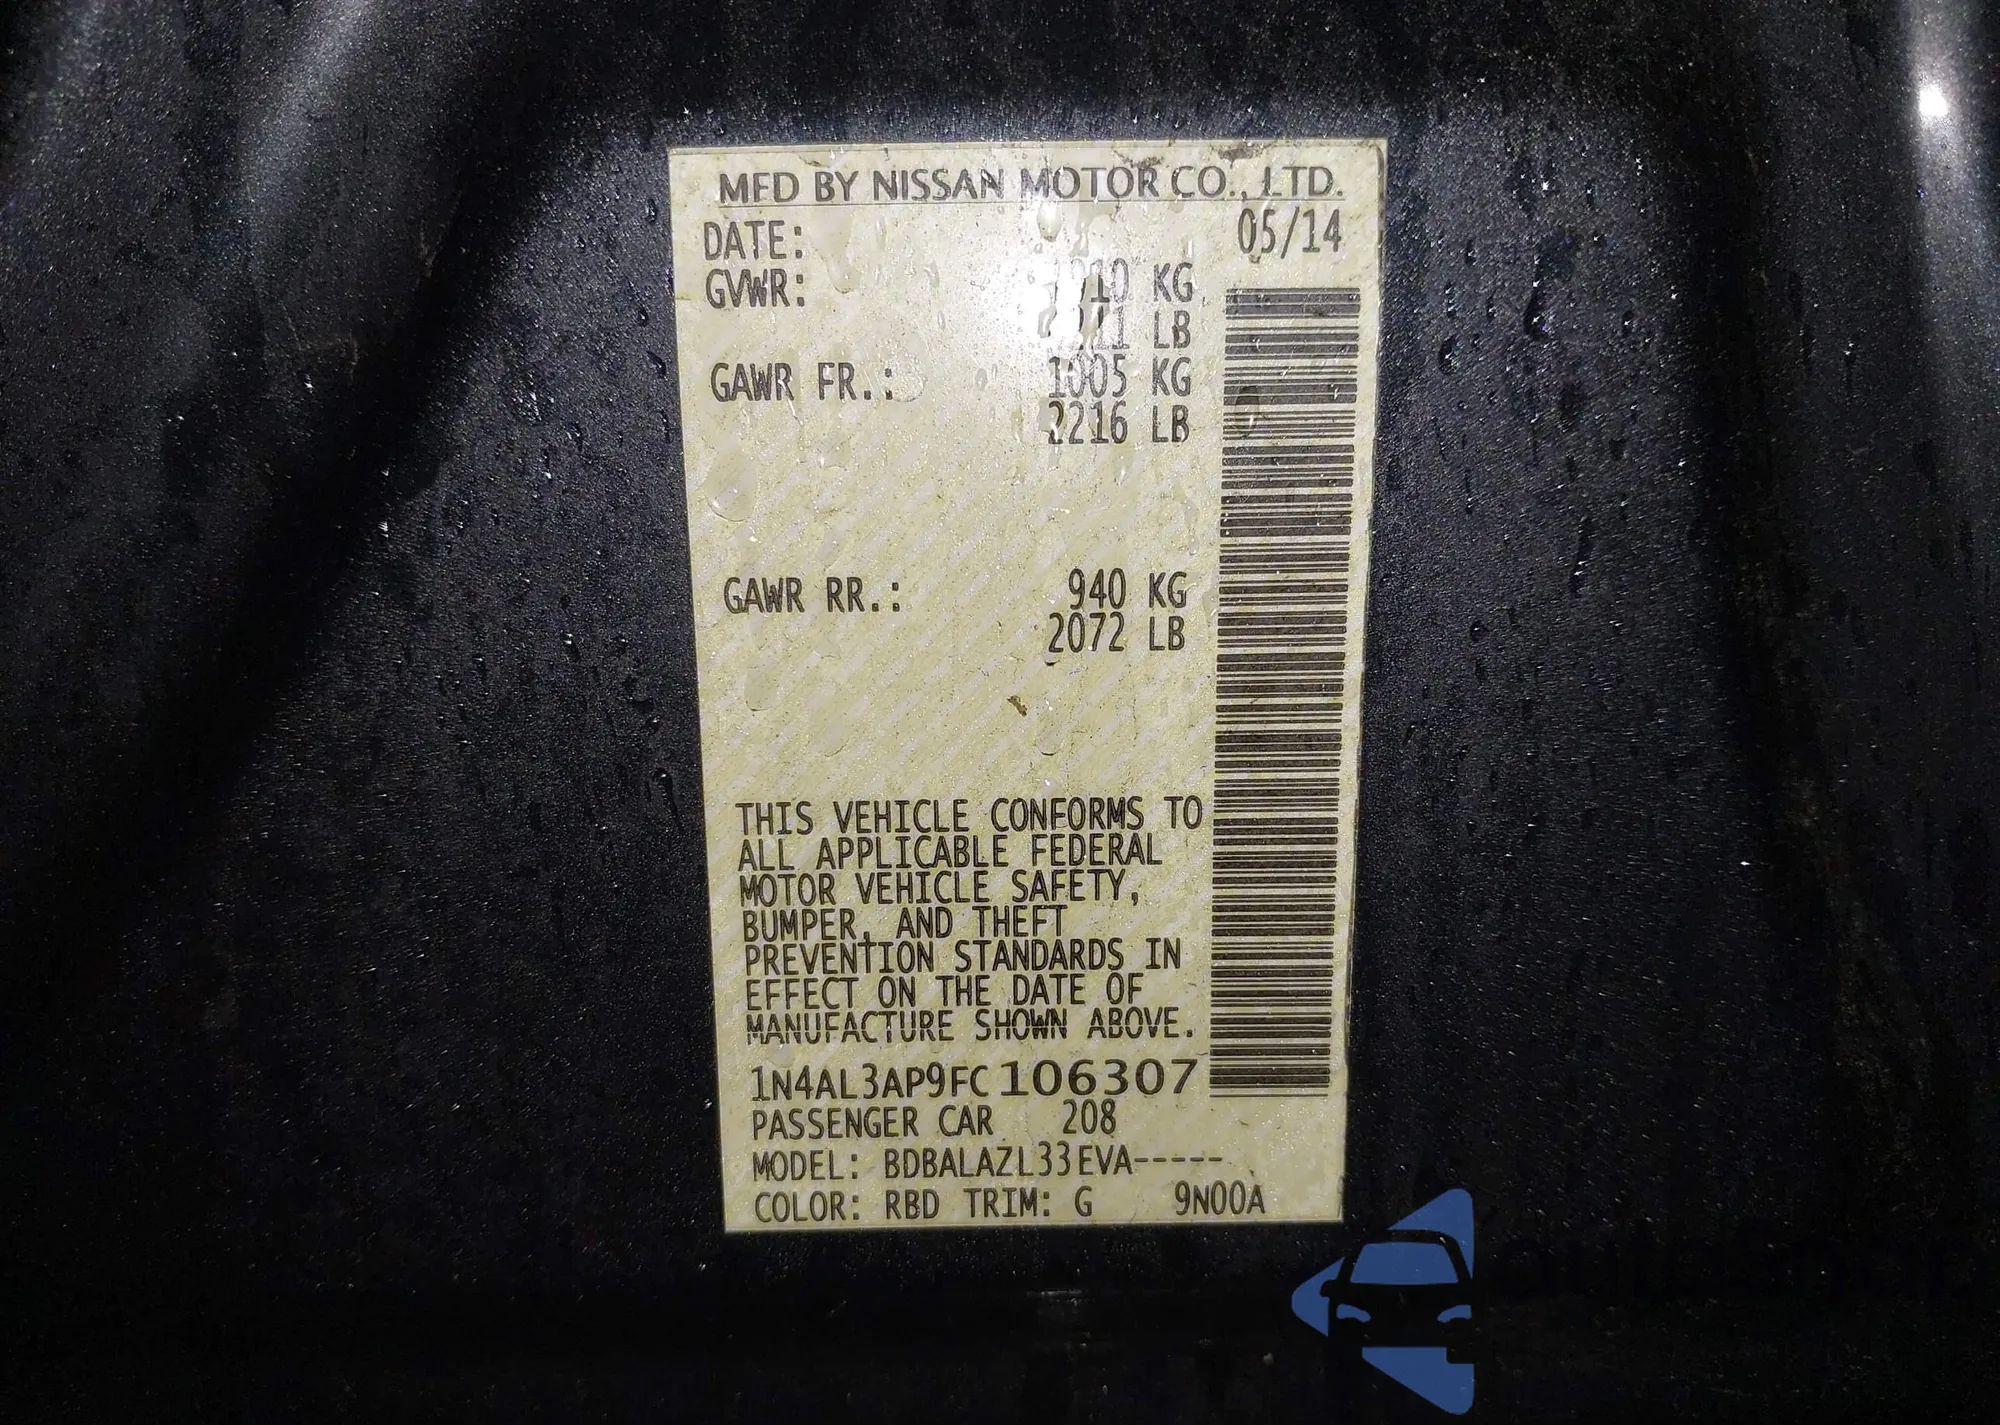 MFD BY NISSAN MOTOR CO., LTD.
DATE: 05/14
GVWR: KG
LB
GAWR FR.: 1005 KG
2216 LB
GAWR RR.: 940 KG
2072 LB
THIS VEHICLE CONFORMS TO
ALL APPLICABLE FEDERAL
MOTOR VEHICLE SAFETY,
BUMPER, AND THEFT
PREVENTION STANDARDS IN
EFFECT ON THE DATE OF
MANUFACTURE SHOWN ABOVE.
1N4AL3AP9FC106307
PASSENGER CAR 208
MODEL: BDBALAZL33EVA-----
COLOR: RBD TRIM: G 9N00A